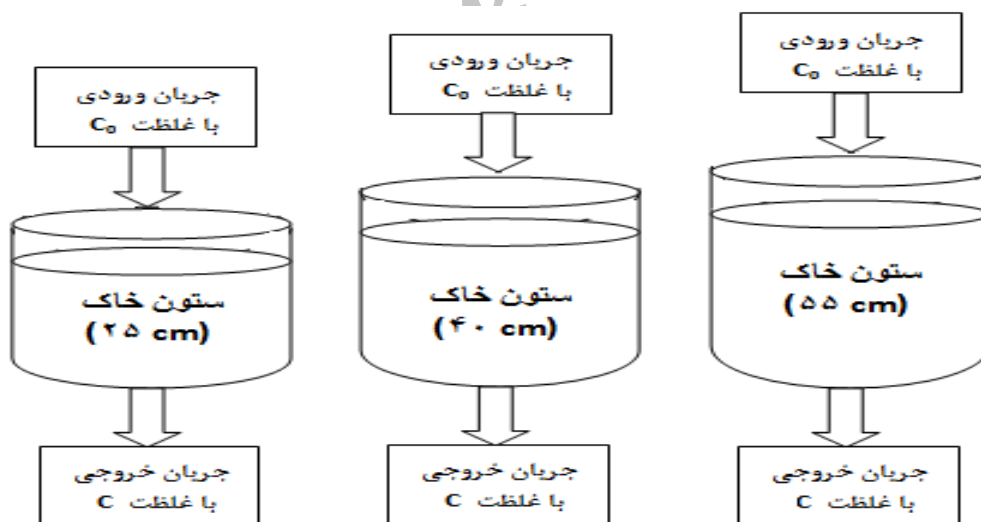 جریان ورودی
با غلظت C₀
ستون خاک
(۲۵ cm)
جریان خروجی
با غلظت C
جریان ورودی
با غلظت C₀
ستون خاک
(۴۰ cm)
جریان خروجی
با غلظت C
جریان ورودی
با غلظت C₀
ستون خاک
(۵۵ cm)
جریان خروجی
با غلظت C